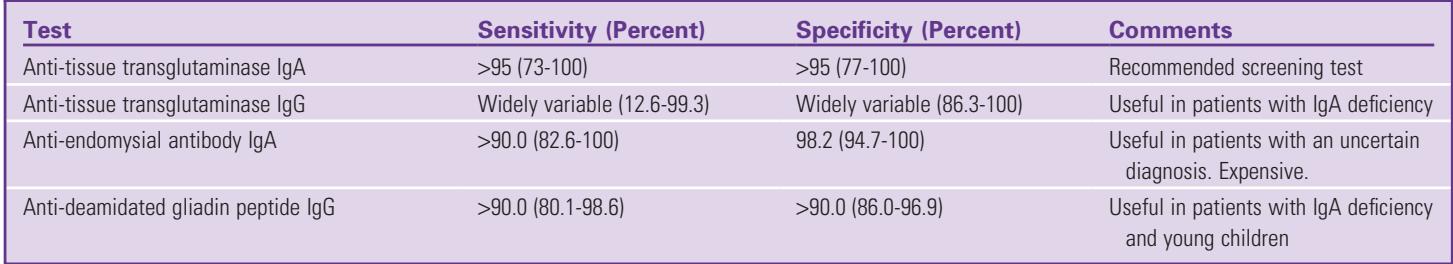 Test Sensitivity (Percent) Specificity (Percent) Comments
Anti-tissue transglutaminase IgA >95 (73-100) >95 (77-100) Recommended screening test
Anti-tissue transglutaminase IgG Widely variable (12.6-99.3) Widely variable (86.3-100) Useful in patients with IgA deficiency
Anti-endomysial antibody IgA >90.0 (82.6-100) 98.2 (94.7-100) Useful in patients with an uncertain
diagnosis. Expensive.
Anti-deamidated gliadin peptide IgG >90.0 (80.1-98.6) >90.0 (86.0-96.9) Useful in patients with IgA deficiency
and young children